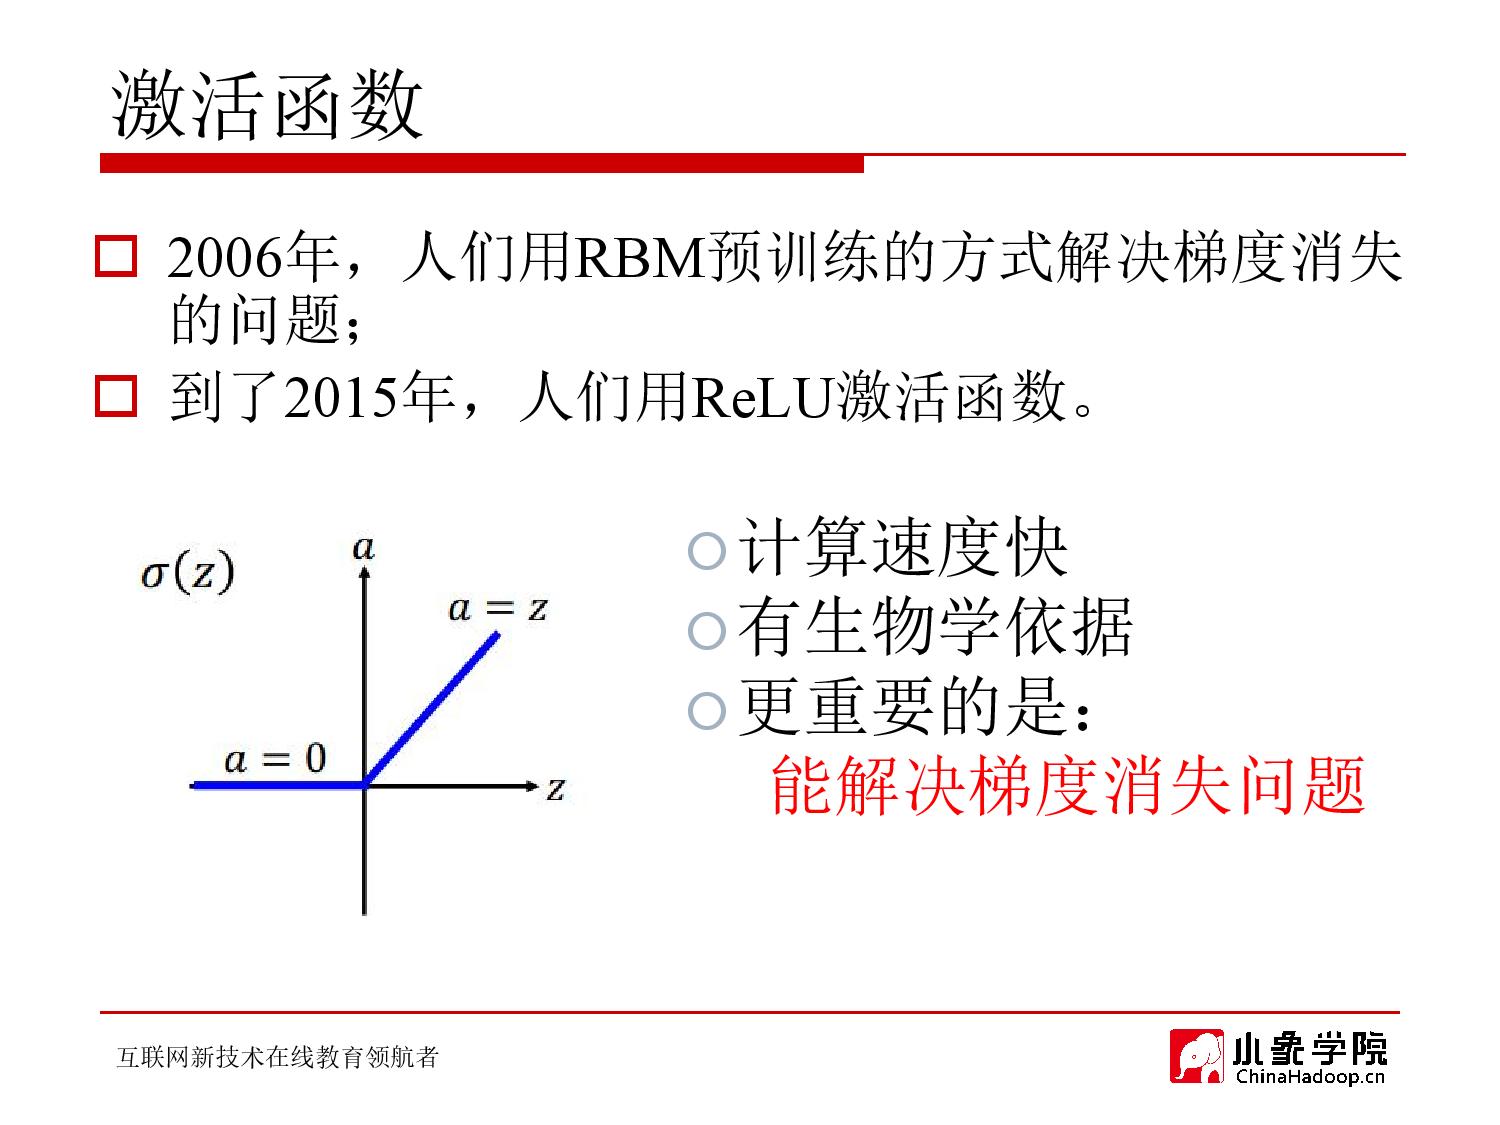 激活函数
2006年，人们用RBM预训练的方式解决梯度消失
的问题；
到了2015年，人们用ReLU激活函数。
σ(z)
a
a = z
a = 0
z
计算速度快
有生物学依据
更重要的是：
能解决梯度消失问题
互联网新技术在线教育领航者
小象学院
ChinaHadoop.cn